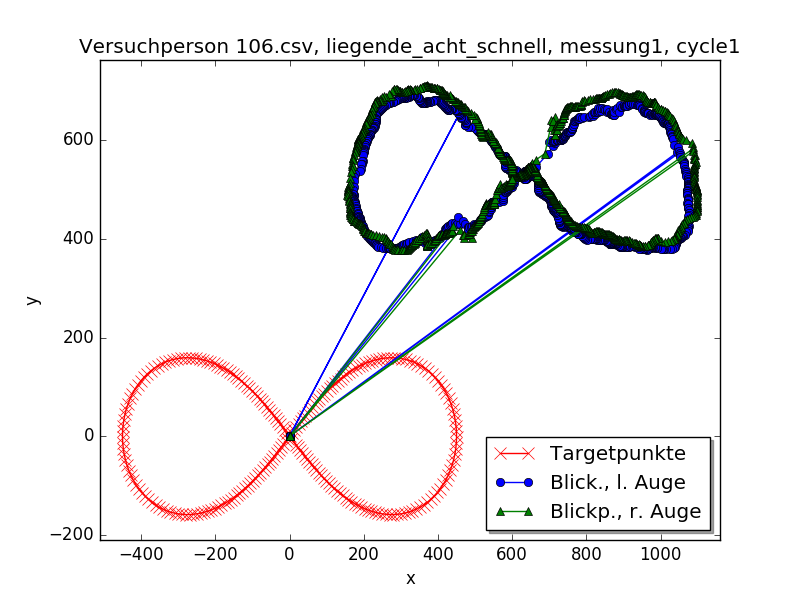 Versuchperson 106.csv, liegende_acht_schnell, messung1, cycle1
y
600
400
200
0
−200
−400
−200
0
200
400
600
800
1000
x
Targetpunkte
Blick., l. Auge
Blickp., r. Auge